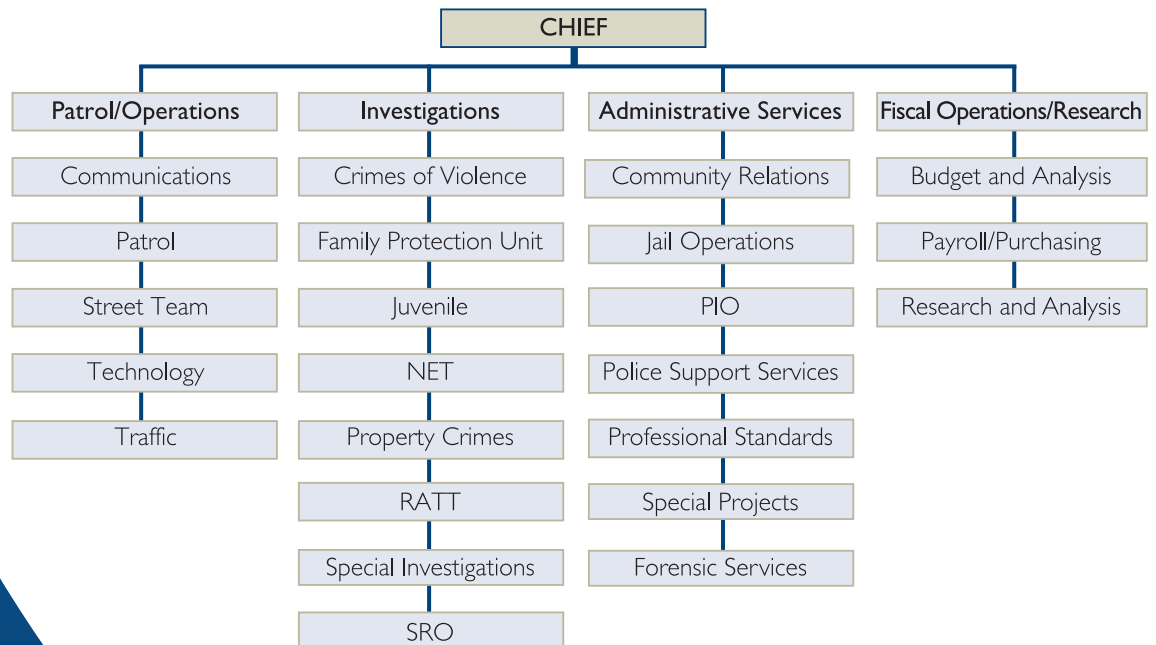 CHIEF
Patrol/Operations
Communications
Patrol
Street Team
Technology
Traffic
Investigations
Crimes of Violence
Family Protection Unit
Juvenile
NET
Property Crimes
RATT
Special Investigations
SRO
Administrative Services
Community Relations
Jail Operations
PIO
Police Support Services
Professional Standards
Special Projects
Forensic Services
Fiscal Operations/Research
Budget and Analysis
Payroll/Purchasing
Research and Analysis